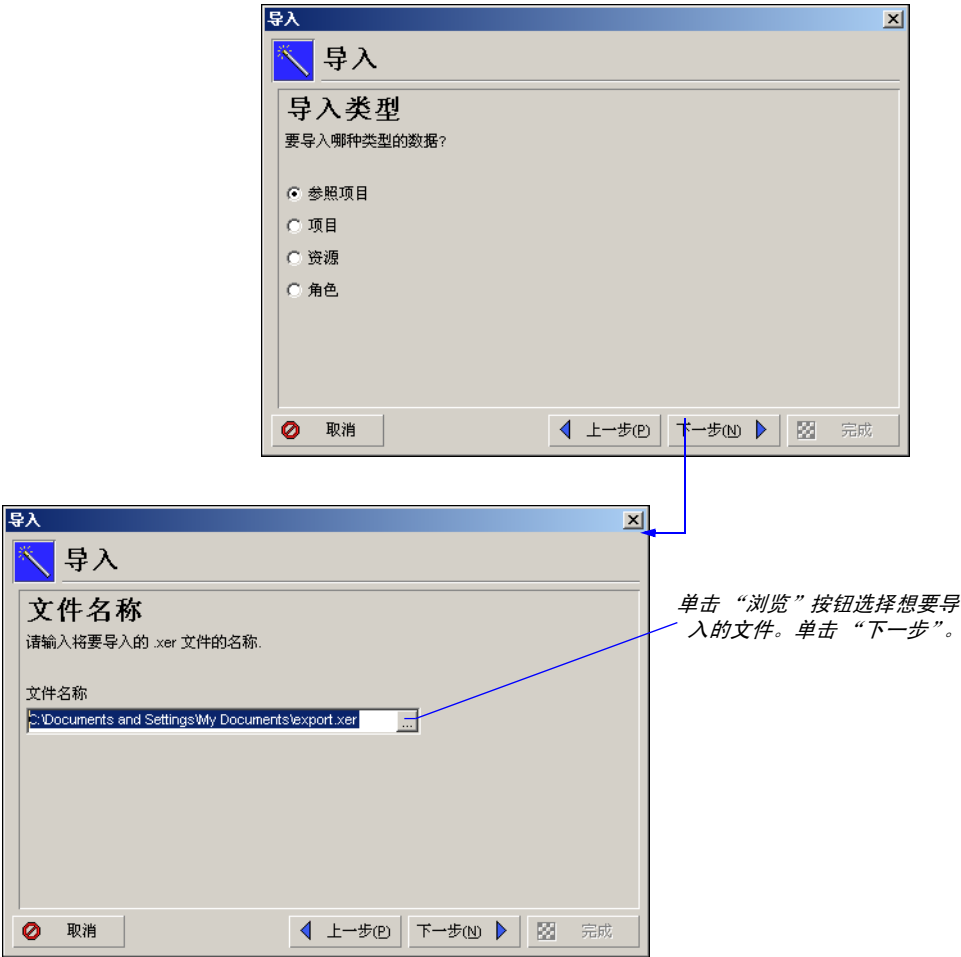 导入
导入
导入类型
要导入哪种类型的数据?
参照项目
项目
资源
角色
取消
上一步(P)
下一步(N)
完成
导入
导入
文件名称
请输入将要导入的 .xer 文件的名称.
文件名称
C:\Documents and Settings\My Documents\export.xer
...
单击 “浏览”按钮选择想要导
入的文件。单击 “下一步”。
取消
上一步(P)
下一步(N)
完成